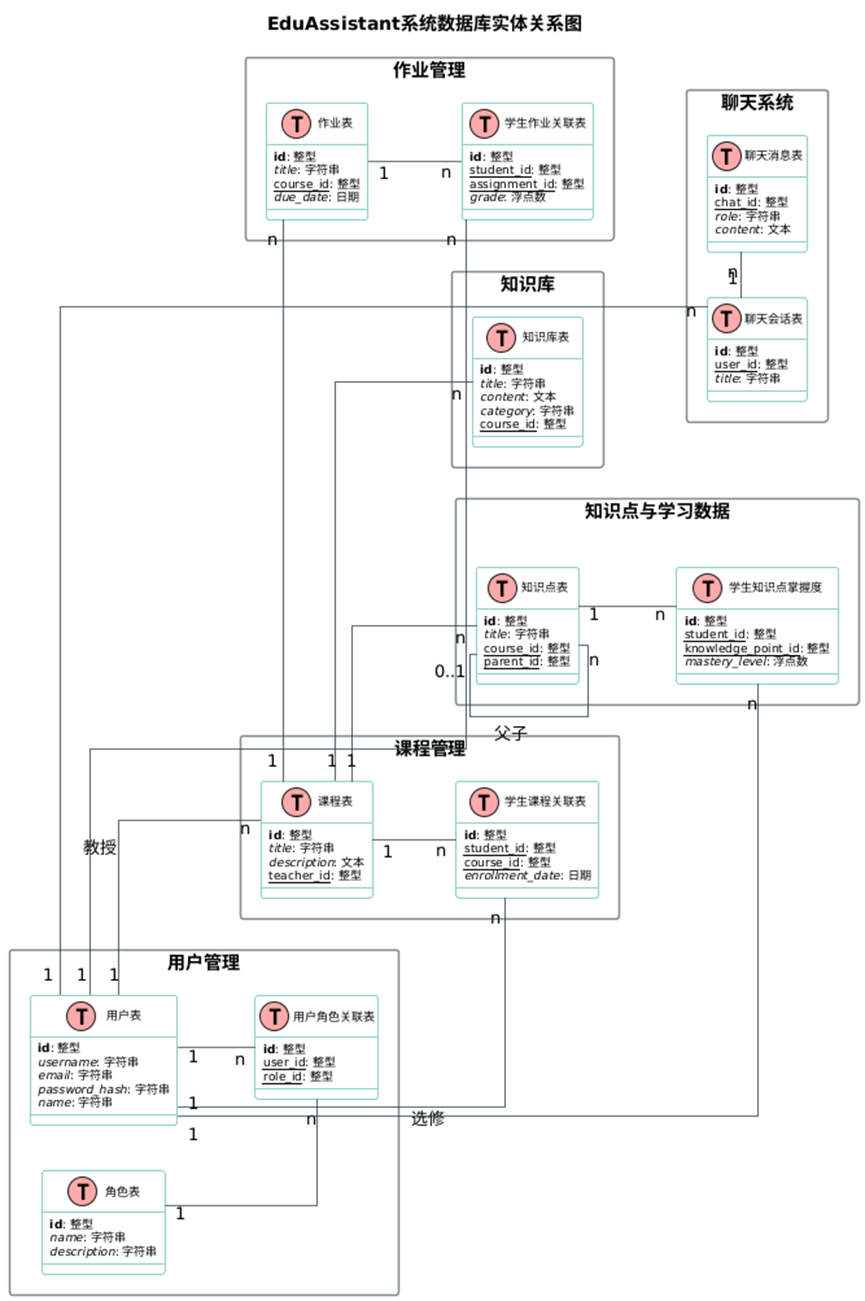 EduAssistant系统数据库实体关系图
作业管理
T 作业表
id: 整型
title: 字符串
course_id: 整型
due_date: 日期
1
n
T 学生作业关联表
id: 整型
student_id: 整型
assignment_id: 整型
grade: 浮点数
n
n
聊天系统
T 聊天消息表
id: 整型
chat_id: 整型
role: 字符串
content: 文本
n
1
n
T 聊天会话表
id: 整型
user_id: 整型
title: 字符串
知识库
T 知识库表
id: 整型
title: 字符串
content: 文本
category: 字符串
course_id: 整型
n
知识点与学习数据
T 知识点表
id: 整型
title: 字符串
course_id: 整型
parent_id: 整型
n
0..1
n
1
n
T 学生知识点掌握度
id: 整型
student_id: 整型
knowledge_point_id: 整型
mastery_level: 浮点数
n
父子
课程管理
1
1
1
T 课程表
id: 整型
title: 字符串
description: 文本
teacher_id: 整型
n
1
n
T 学生课程关联表
id: 整型
student_id: 整型
course_id: 整型
enrollment_date: 日期
n
教授
用户管理
1
1
1
T 用户表
id: 整型
username: 字符串
email: 字符串
password_hash: 字符串
name: 字符串
1
n
T 用户角色关联表
id: 整型
user_id: 整型
role_id: 整型
1
n
选修
1
T 角色表
id: 整型
name: 字符串
description: 字符串
1